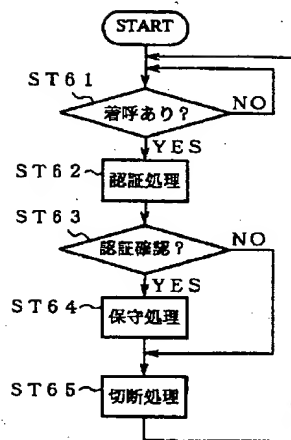 START
ST61
着呼あり?
NO
YES
ST62
認証処理
ST63
認証確認?
NO
YES
ST64
保守処理
ST65
切断処理